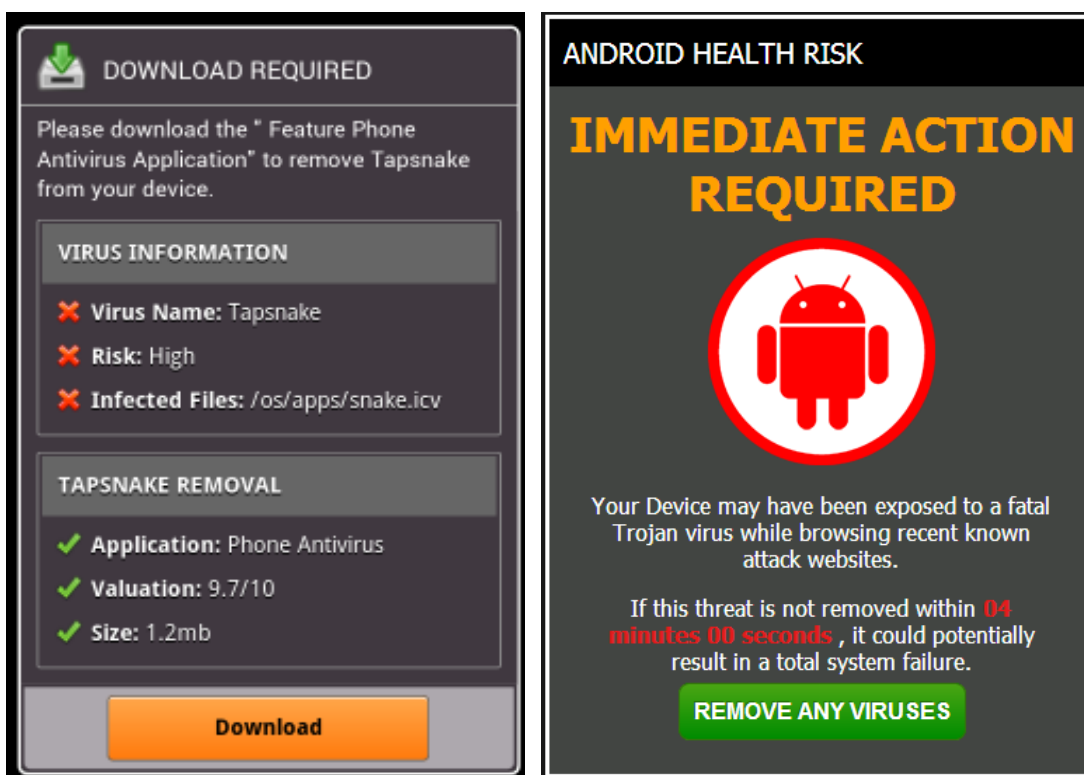 DOWNLOAD REQUIRED
Please download the " Feature Phone
Antivirus Application" to remove Tapsnake
from your device.
VIRUS INFORMATION
Virus Name: Tapsnake
Risk: High
Infected Files: /os/apps/snake.icv
TAPSNAKE REMOVAL
Application: Phone Antivirus
Valuation: 9.7/10
Size: 1.2mb
Download
ANDROID HEALTH RISK
IMMEDIATE ACTION
REQUIRED
Your Device may have been exposed to a fatal
Trojan virus while browsing recent known
attack websites.
If this threat is not removed within 04
minutes 00 seconds , it could potentially
result in a total system failure.
REMOVE ANY VIRUSES